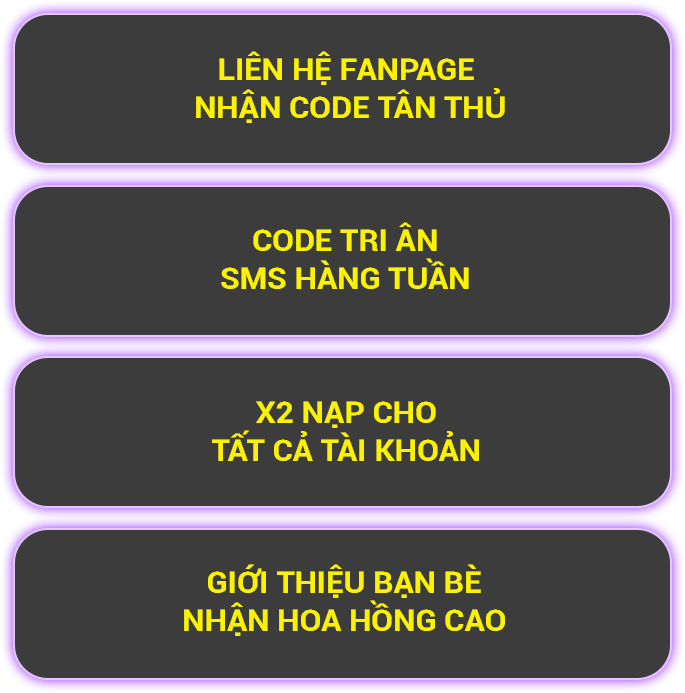 LIÊN HỆ FANPAGE
NHẬN CODE TÂN THỦ
CODE TRI ÂN
SMS HÀNG TUẦN
X2 NẠP CHO
TẤT CẢ TÀI KHOẢN
GIỚI THIỆU BẠN BÈ
NHẬN HOA HỒNG CAO